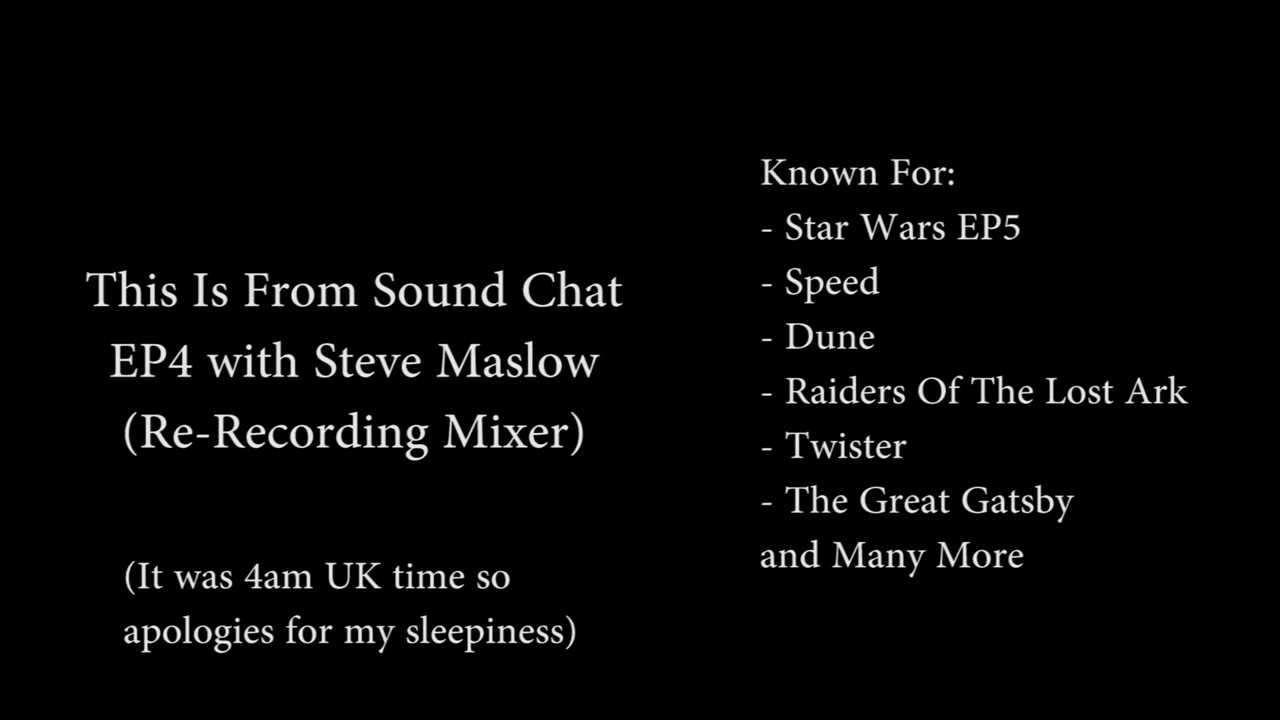 This Is From Sound Chat
EP4 with Steve Maslow
(Re-Recording Mixer)
(It was 4am UK time so
apologies for my sleepiness)
Known For:
- Star Wars EP5
- Speed
- Dune
- Raiders Of The Lost Ark
- Twister
- The Great Gatsby
and Many More